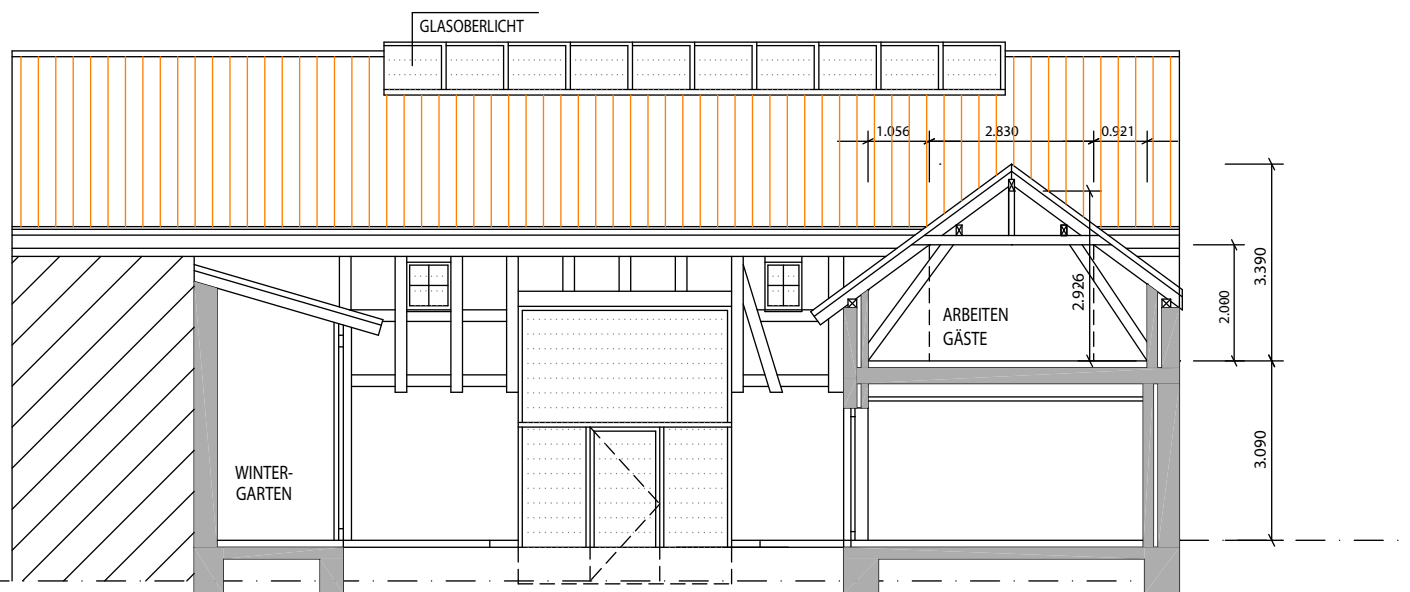 GLASOBERLICHT
1.056
2.830
0.921
3.390
2.926
2.000
ARBEITEN
GÄSTE
3.090
WINTER-
GARTEN